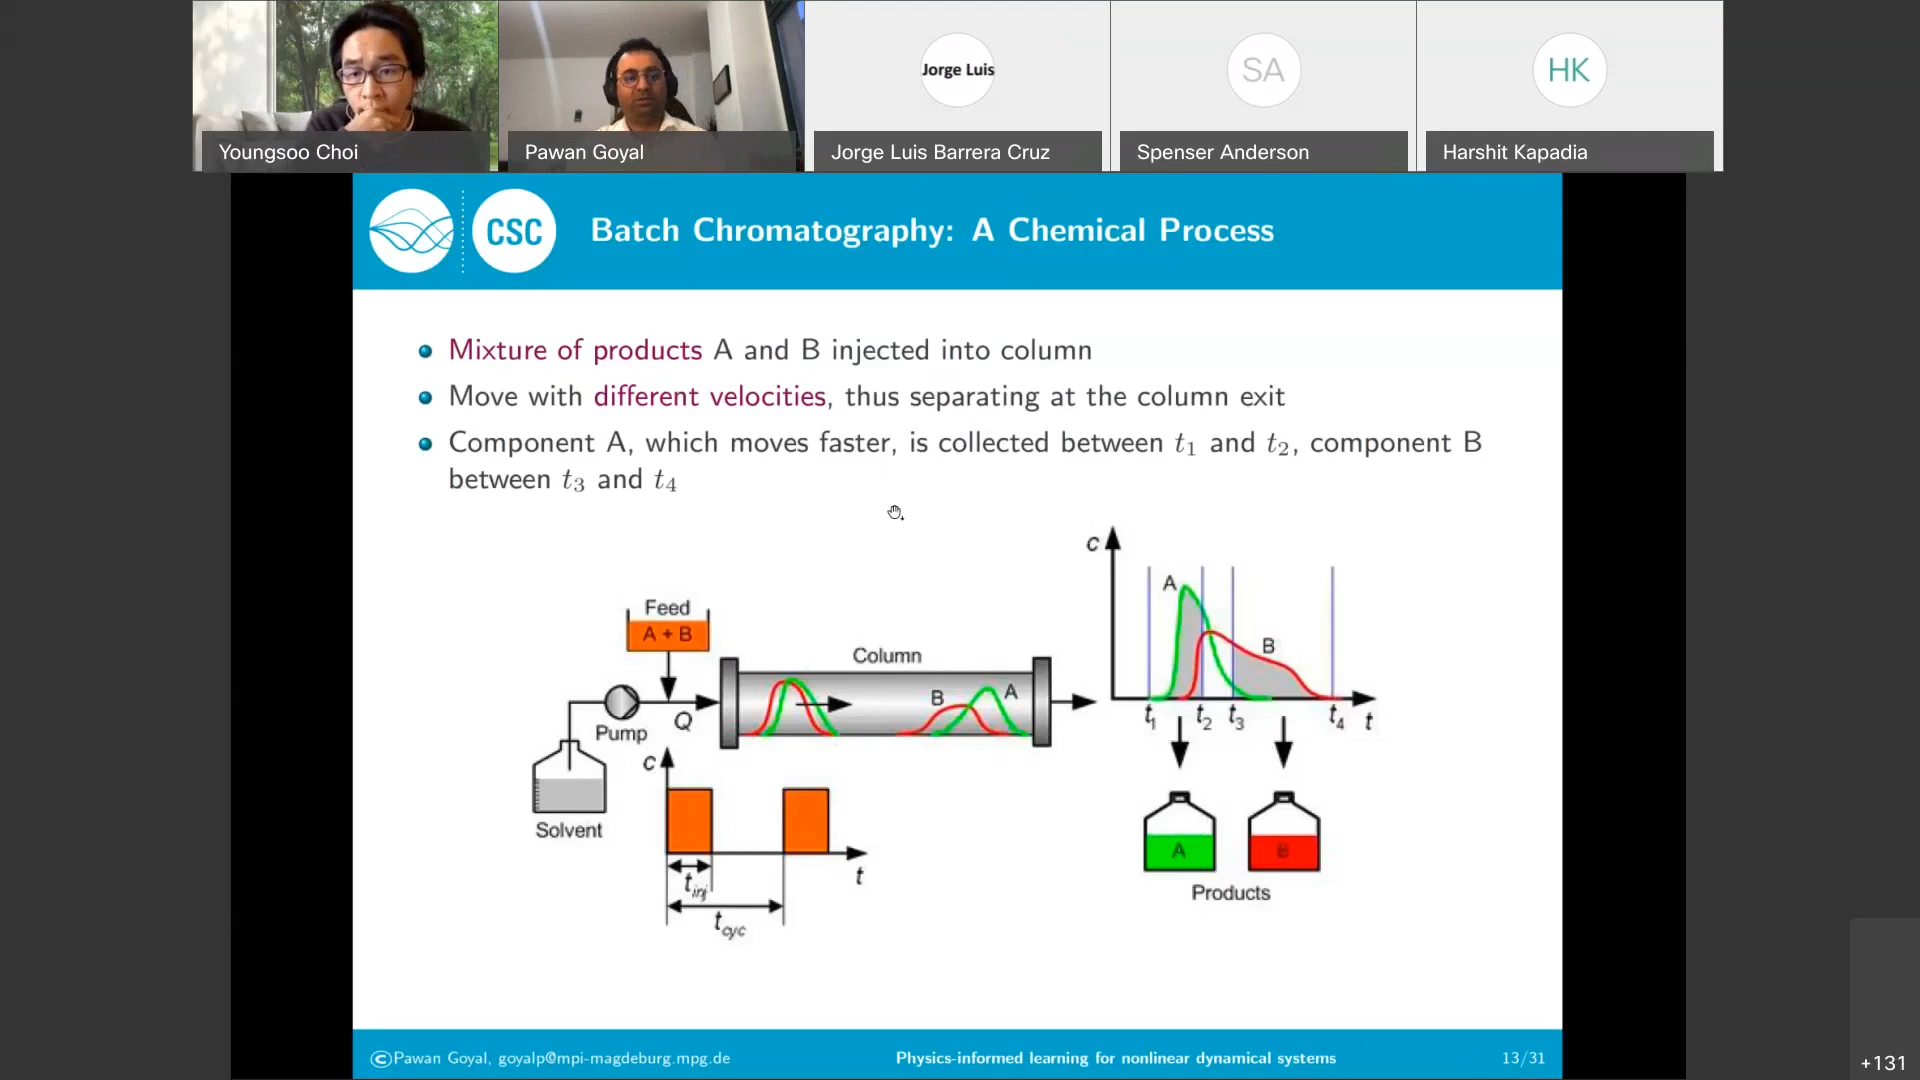 Jorge Luis
SA
HK
Youngsoo Choi
Pawan Goyal
Jorge Luis Barrera Cruz
Spenser Anderson
Harshit Kapadia
CSC
Batch Chromatography: A Chemical Process
Mixture of products A and B injected into column
Move with different velocities, thus separating at the column exit
Component A, which moves faster, is collected between t₁ and t₂, component B
between t₃ and t₄
c
A
B
t₁ t₂ t₃ t₄ t
Feed
A + B
Column
B A
Q
Pump
Solvent
c
t_inj
t
t_cyc
A
B
Products
©Pawan Goyal, goyalp@mpi-magdeburg.mpg.de
Physics-informed learning for nonlinear dynamical systems
13/31
+131